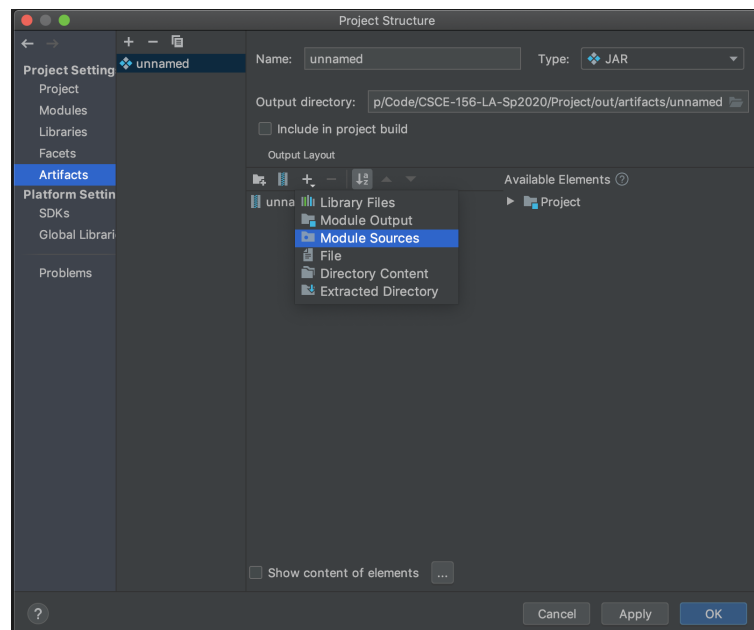 Project Structure
Project Setting
Project
Modules
Libraries
Facets
Artifacts
Platform Settin
SDKs
Global Librari
Problems
unnamed
Name: unnamed Type: JAR
Output directory: p/Code/CSCE-156-LA-Sp2020/Project/out/artifacts/unnamed
Include in project build
Output Layout
Available Elements ?
unna
Library Files
Module Output
Module Sources
File
Directory Content
Extracted Directory
Project
Show content of elements ...
? Cancel Apply OK